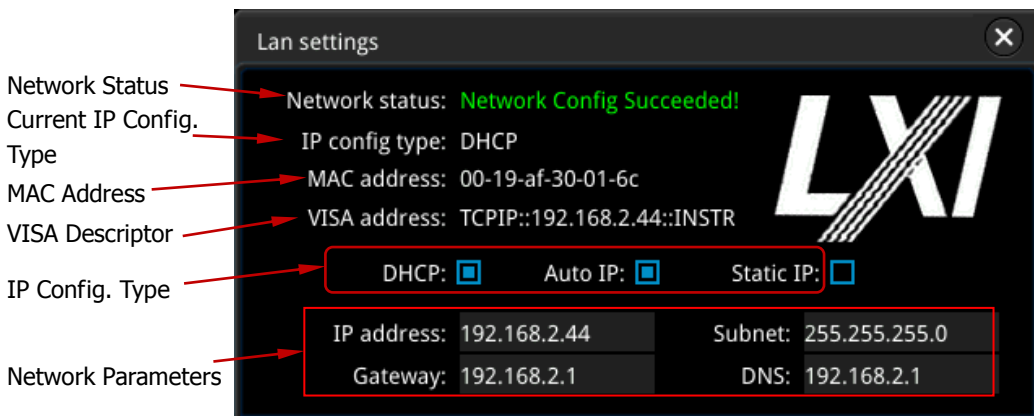 Lan settings
Network Status
Current IP Config.
Type
MAC Address
VISA Descriptor
IP Config. Type
Network Parameters
Network status: Network Config Succeeded!
IP config type: DHCP
MAC address: 00-19-af-30-01-6c
VISA address: TCPIP::192.168.2.44::INSTR
LXI
DHCP: Auto IP: Static IP:
IP address: 192.168.2.44 Subnet: 255.255.255.0
Gateway: 192.168.2.1 DNS: 192.168.2.1